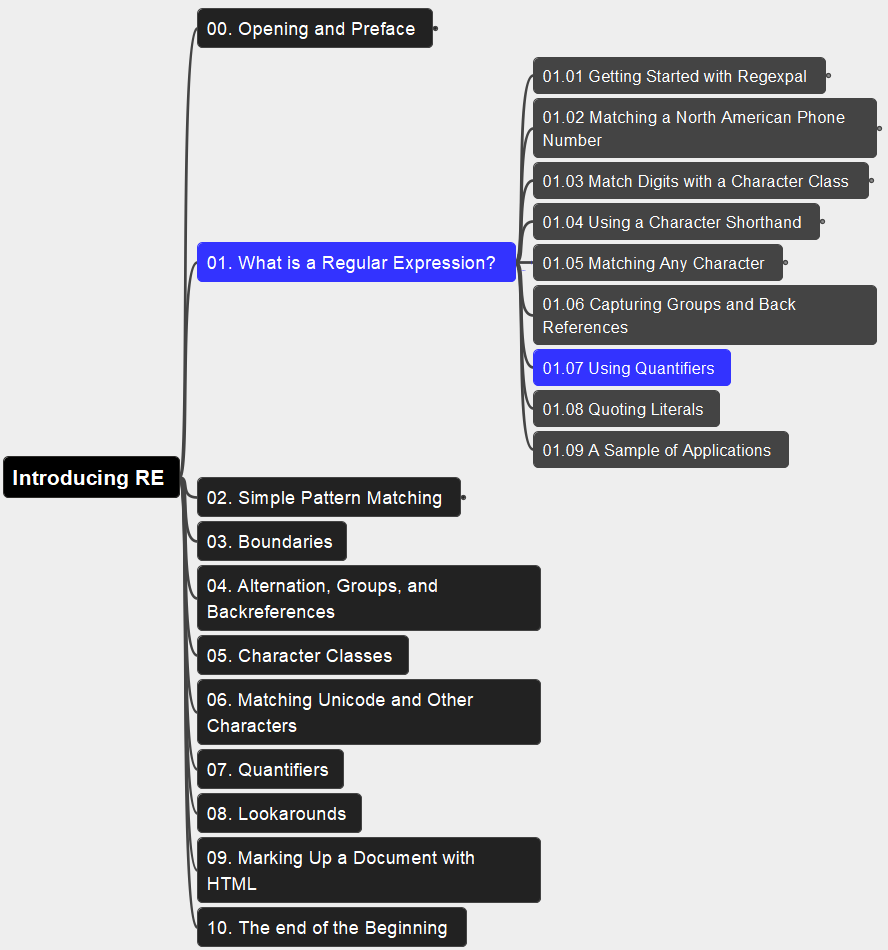 00. Opening and Preface
01.01 Getting Started with Regexpal
01.02 Matching a North American Phone
Number
01.03 Match Digits with a Character Class
01.04 Using a Character Shorthand
01. What is a Regular Expression?
01.05 Matching Any Character
01.06 Capturing Groups and Back
References
01.07 Using Quantifiers
01.08 Quoting Literals
01.09 A Sample of Applications
Introducing RE
02. Simple Pattern Matching
03. Boundaries
04. Alternation, Groups, and
Backreferences
05. Character Classes
06. Matching Unicode and Other
Characters
07. Quantifiers
08. Lookarounds
09. Marking Up a Document with
HTML
10. The end of the Beginning